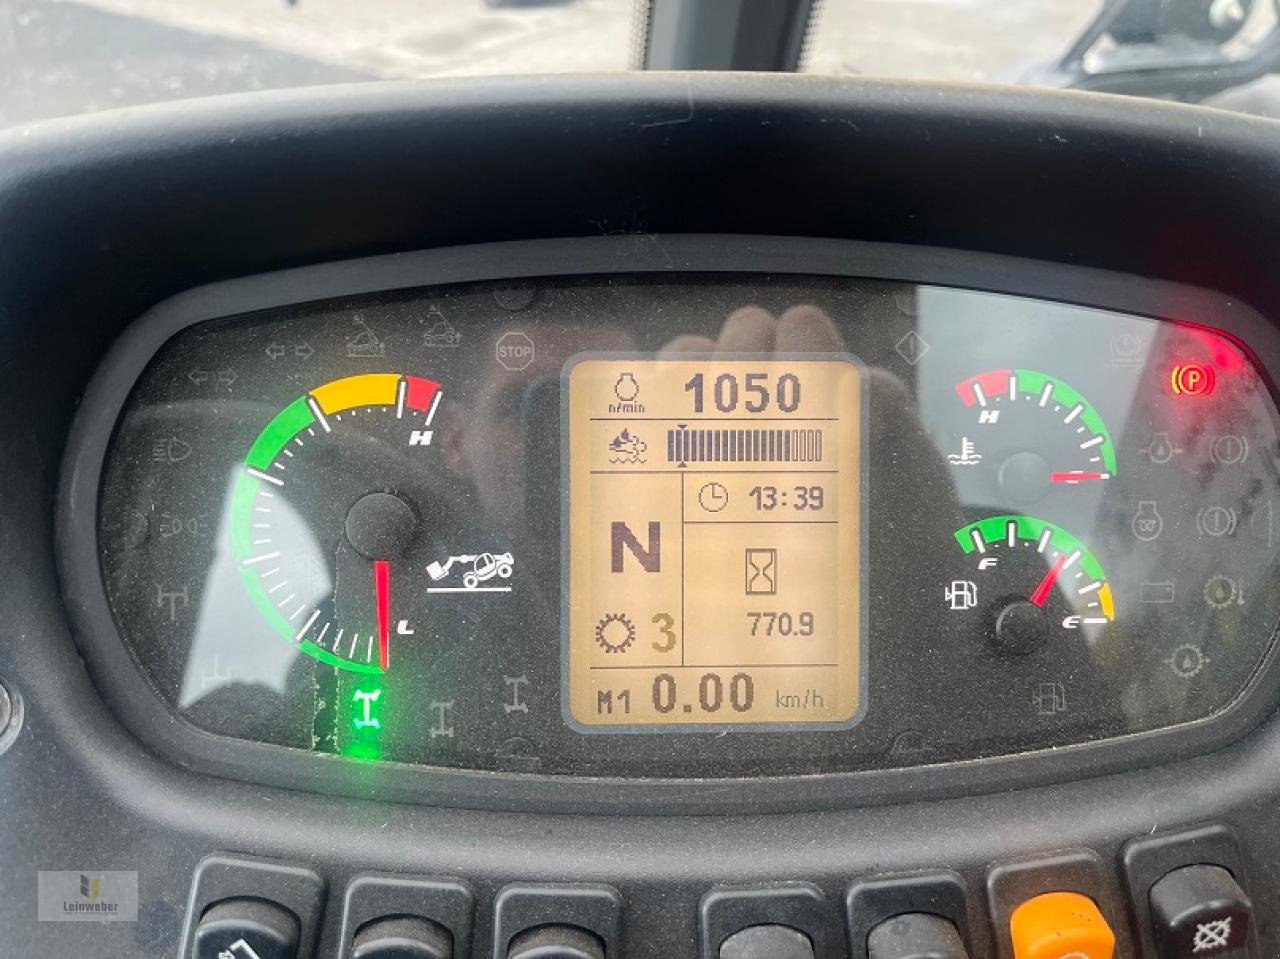 STOP
1050
n/min
H
H
P
13:39
N
F
770.9
L
3
E
M1 0.00 km/h
Leinweber